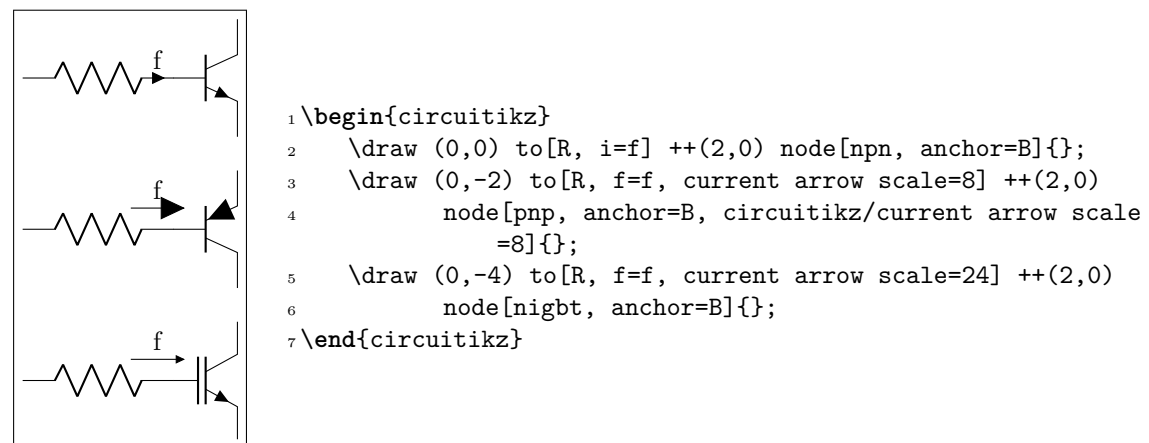 f
f
f
1 \begin{circuitikz}
2 \draw (0,0) to[R, i=f] ++(2,0) node[npn, anchor=B]{};
3 \draw (0,-2) to[R, f=f, current arrow scale=8] ++(2,0)
4 node[pnp, anchor=B, circuitikz/current arrow scale
=8]{};
5 \draw (0,-4) to[R, f=f, current arrow scale=24] ++(2,0)
6 node[nigbt, anchor=B]{};
7 \end{circuitikz}